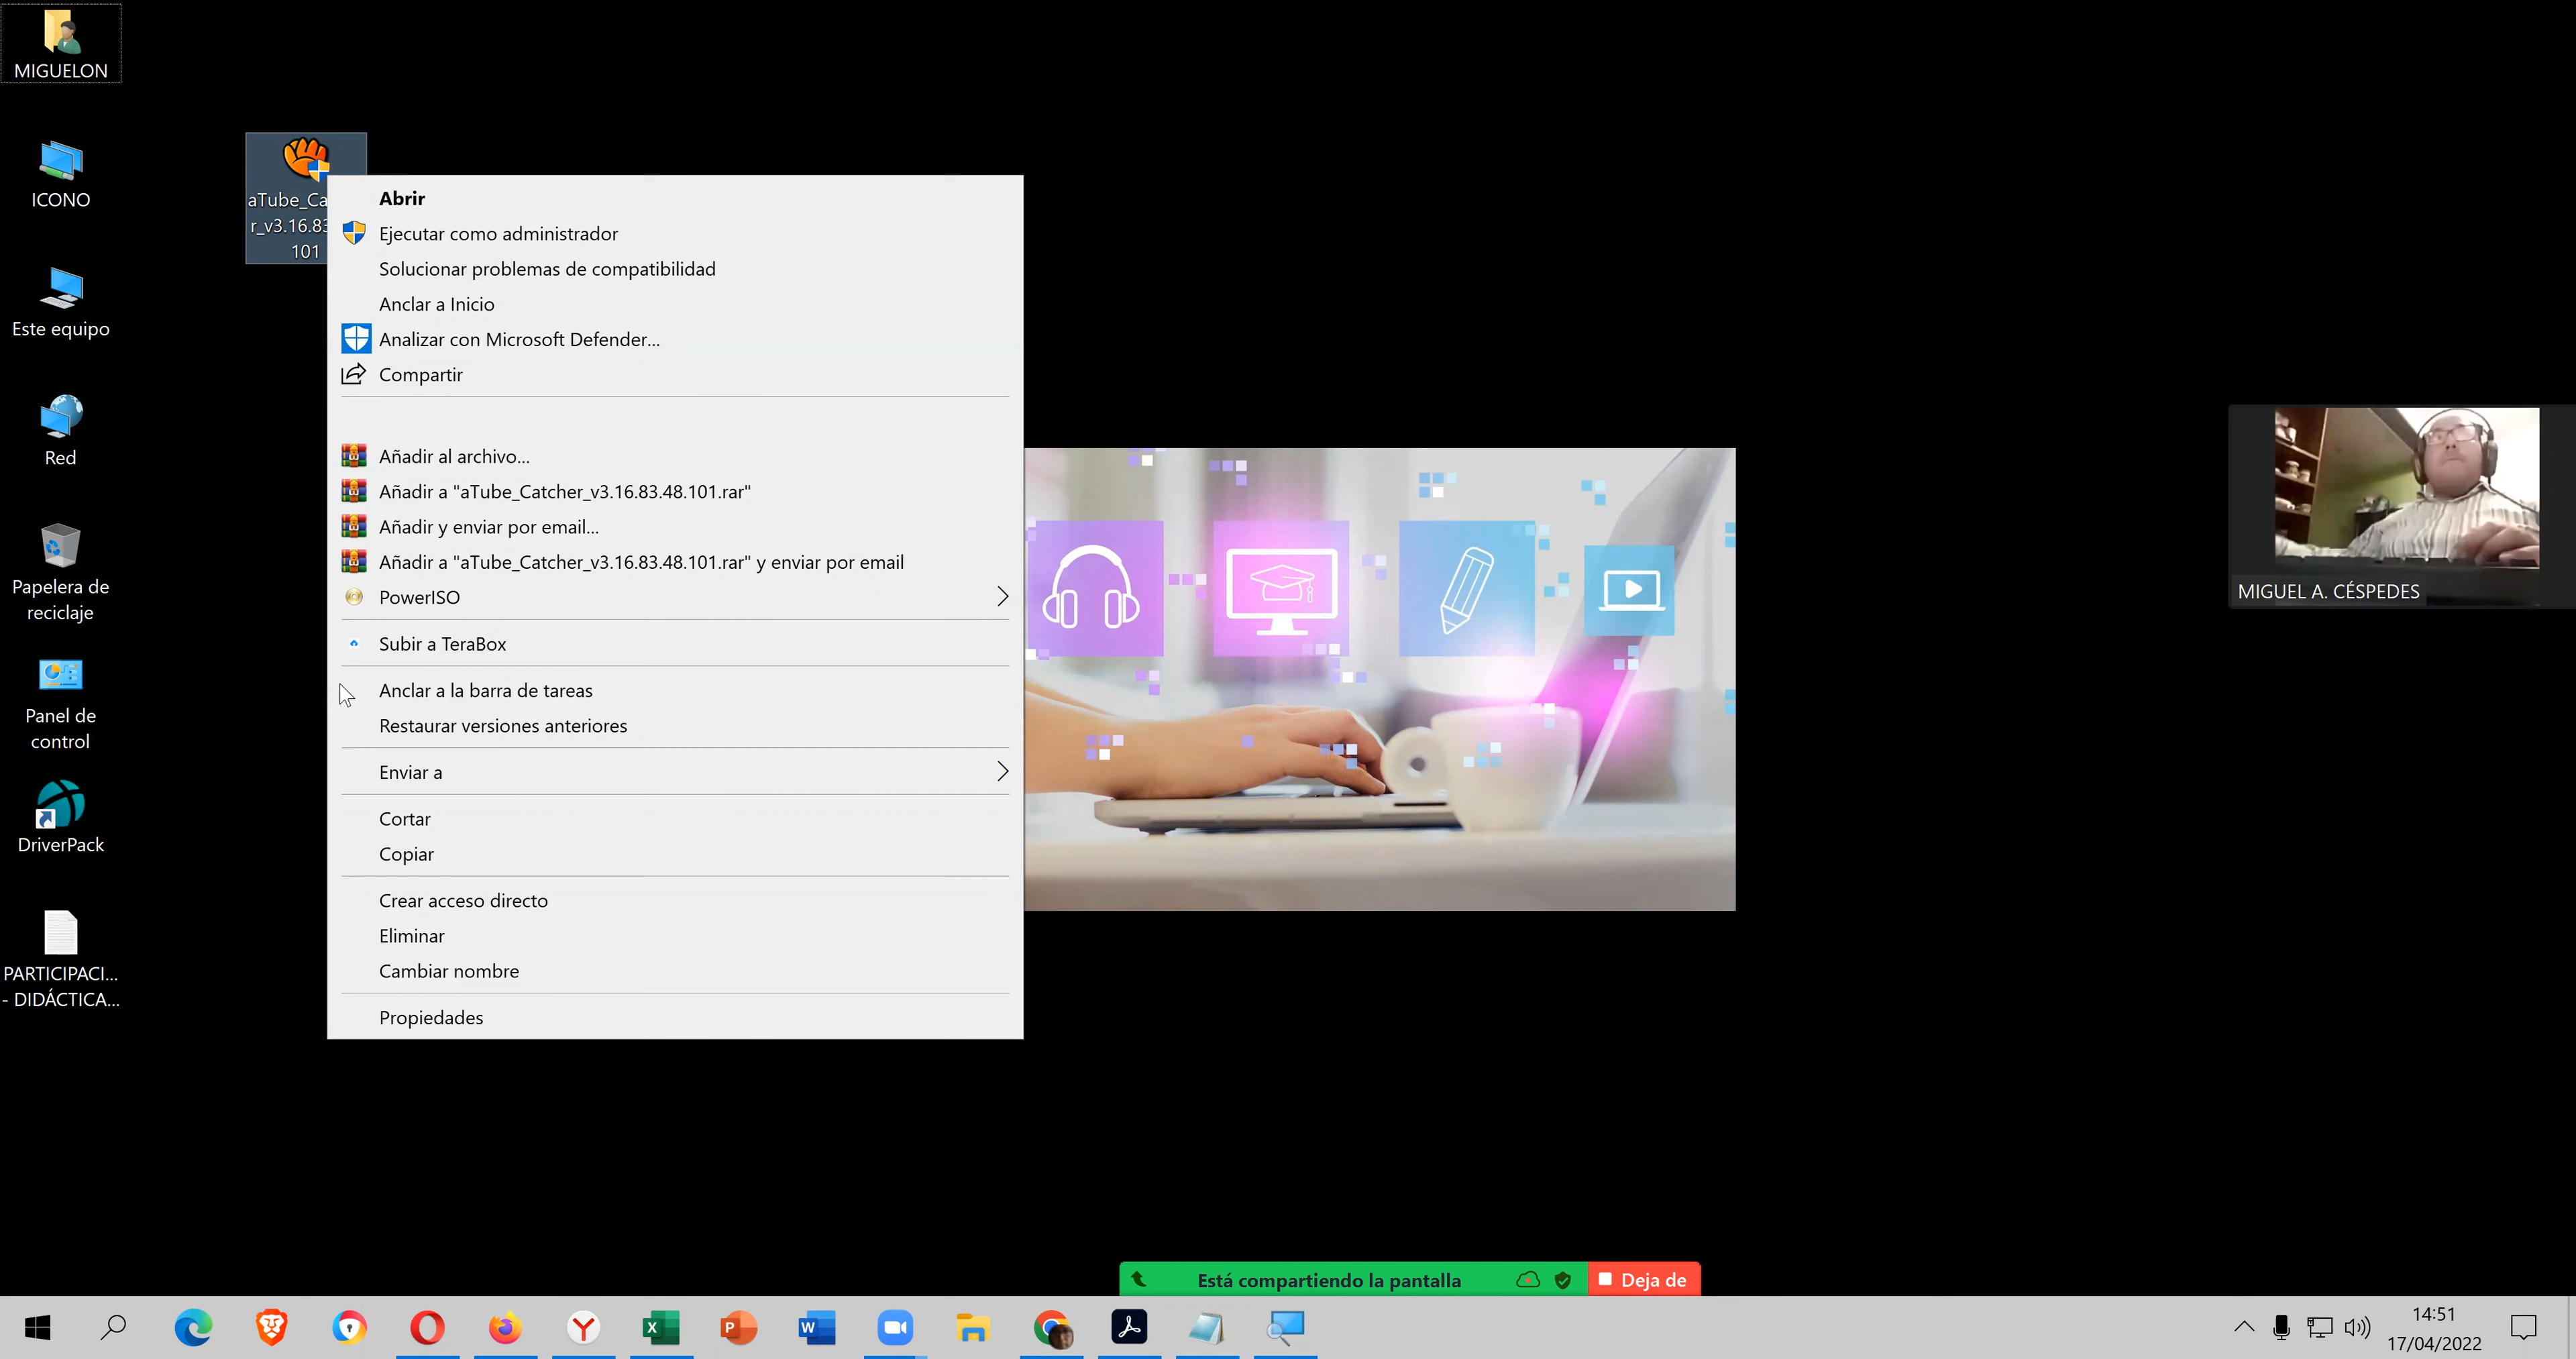 MIGUELON
ICONO
Este equipo
Red
Papelera de
reciclaje
Panel de
control
DriverPack
PARTICIPACI...
- DIDÁCTICA...
aTube_Ca
r_v3.16.83
101
Abrir
Ejecutar como administrador
Solucionar problemas de compatibilidad
Anclar a Inicio
Analizar con Microsoft Defender...
Compartir
Añadir al archivo...
Añadir a "aTube_Catcher_v3.16.83.48.101.rar"
Añadir y enviar por email...
Añadir a "aTube_Catcher_v3.16.83.48.101.rar" y enviar por email
PowerISO
Subir a TeraBox
Anclar a la barra de tareas
Restaurar versiones anteriores
Enviar a
Cortar
Copiar
Crear acceso directo
Eliminar
Cambiar nombre
Propiedades
MIGUEL A. CÉSPEDES
Está compartiendo la pantalla
Deja de
14:51
17/04/2022